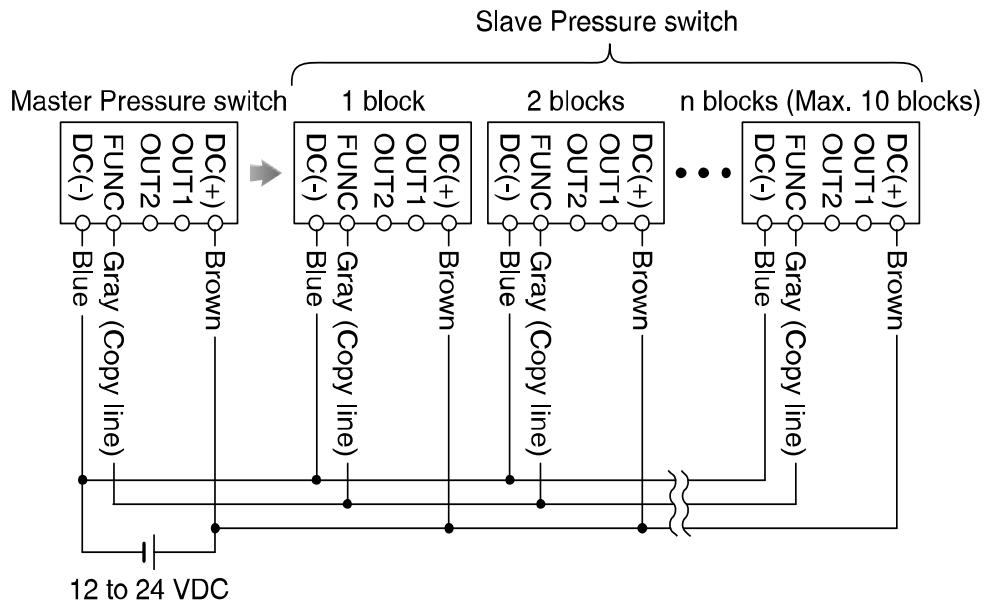 Slave Pressure switch
Master Pressure switch
1 block
2 blocks
n blocks (Max. 10 blocks)
DC(-)
FUNC
OUT2
OUT1
DC(+)
DC(-)
FUNC
OUT2
OUT1
DC(+)
DC(-)
FUNC
OUT2
OUT1
DC(+)
DC(-)
FUNC
OUT2
OUT1
DC(+)
Blue
Gray (Copy line)
Brown
Blue
Gray (Copy line)
Brown
Blue
Gray (Copy line)
Brown
Blue
Gray (Copy line)
Brown
12 to 24 VDC